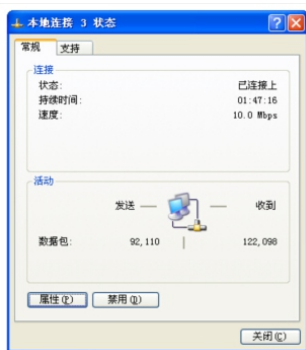 本地连接 3 状态
常规 支持
连接
状态: 已连接上
持续时间: 01:47:16
速度: 10.0 Mbps
活动
发送 — — 收到
数据包: 92,110 | 122,098
属性(P) 禁用(D)
关闭(C)